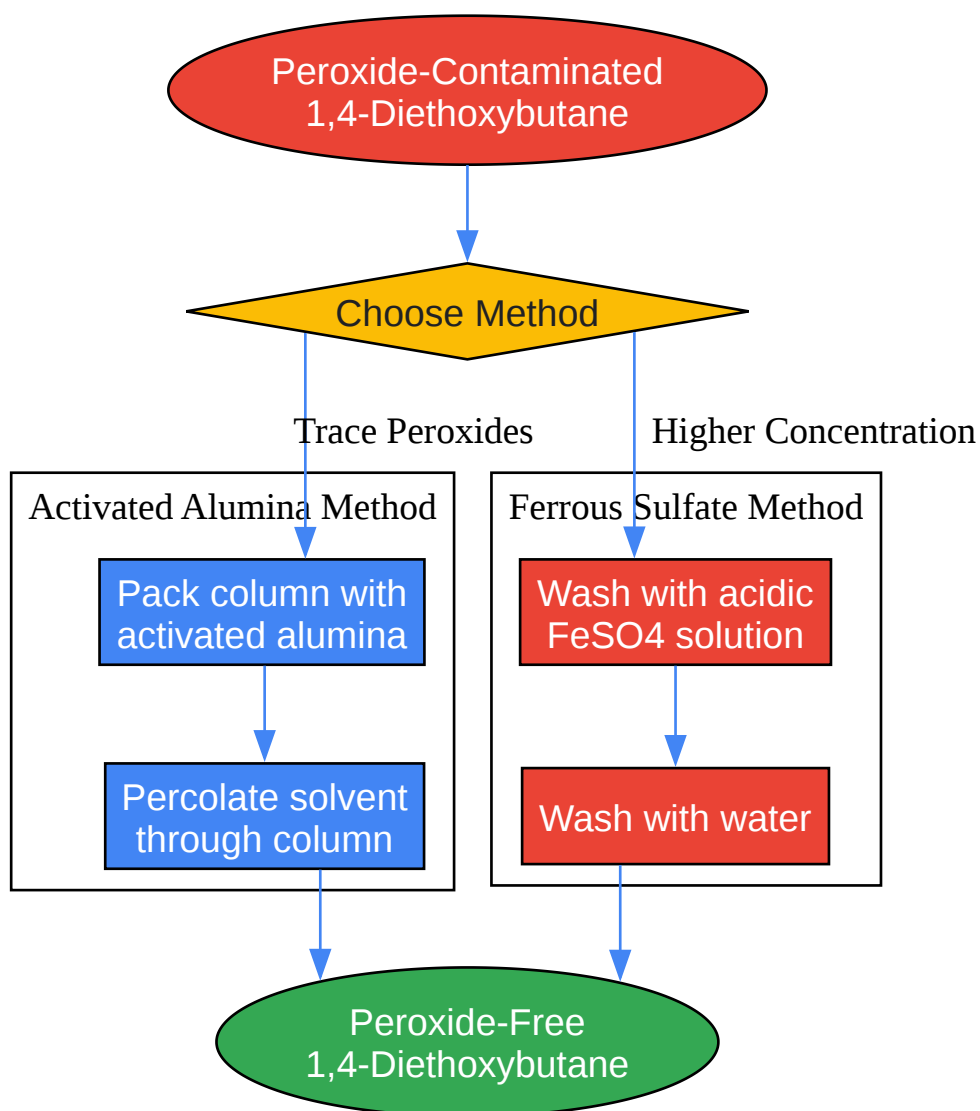 Peroxide-Contaminated
1,4-Diethoxybutane
Choose Method
Trace Peroxides
Higher Concentration
Activated Alumina Method
Pack column with
activated alumina
Percolate solvent
through column
Ferrous Sulfate Method
Wash with acidic
FeSO4 solution
Wash with water
Peroxide-Free
1,4-Diethoxybutane